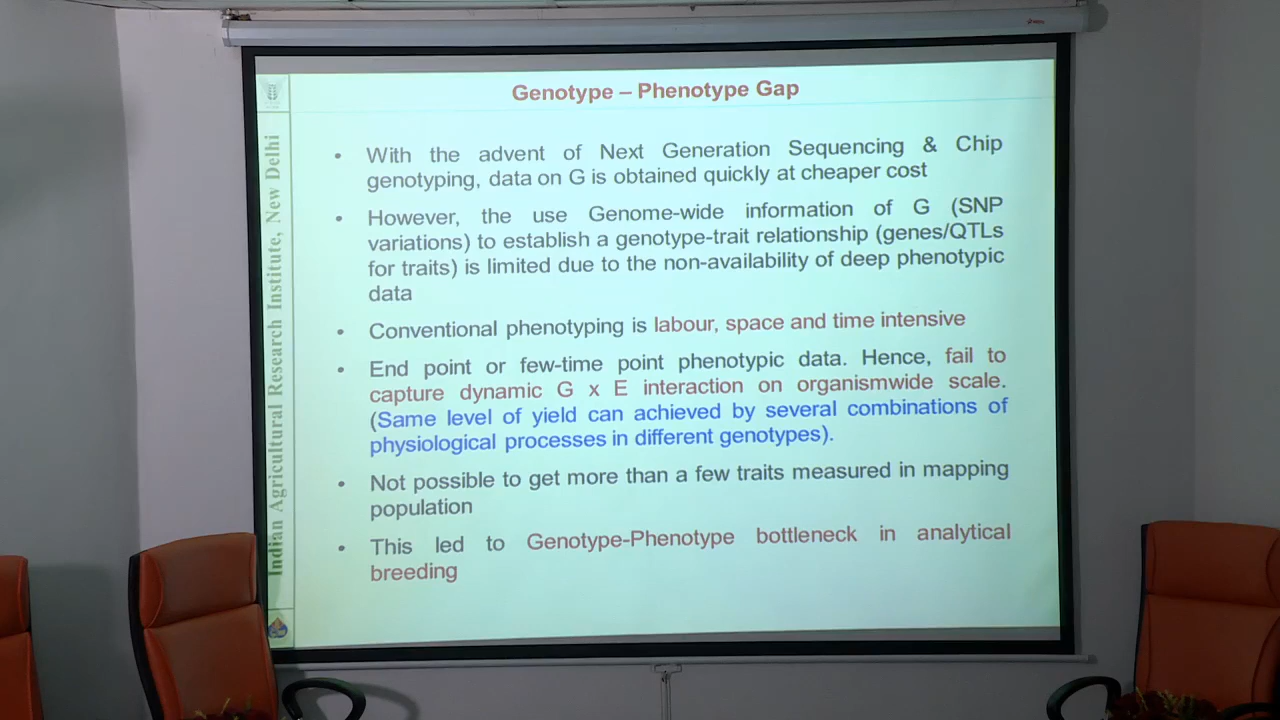 Genotype – Phenotype Gap
Indian Agricultural Research Institute, New Delhi
• With the advent of Next Generation Sequencing & Chip
genotyping, data on G is obtained quickly at cheaper cost
• However, the use Genome-wide information of G (SNP
variations) to establish a genotype-trait relationship (genes/QTLs
for traits) is limited due to the non-availability of deep phenotypic
data
• Conventional phenotyping is labour, space and time intensive
• End point or few-time point phenotypic data. Hence, fail to
capture dynamic G x E interaction on organismwide scale.
(Same level of yield can achieved by several combinations of
physiological processes in different genotypes).
• Not possible to get more than a few traits measured in mapping
population
• This led to Genotype-Phenotype bottleneck in analytical
breeding